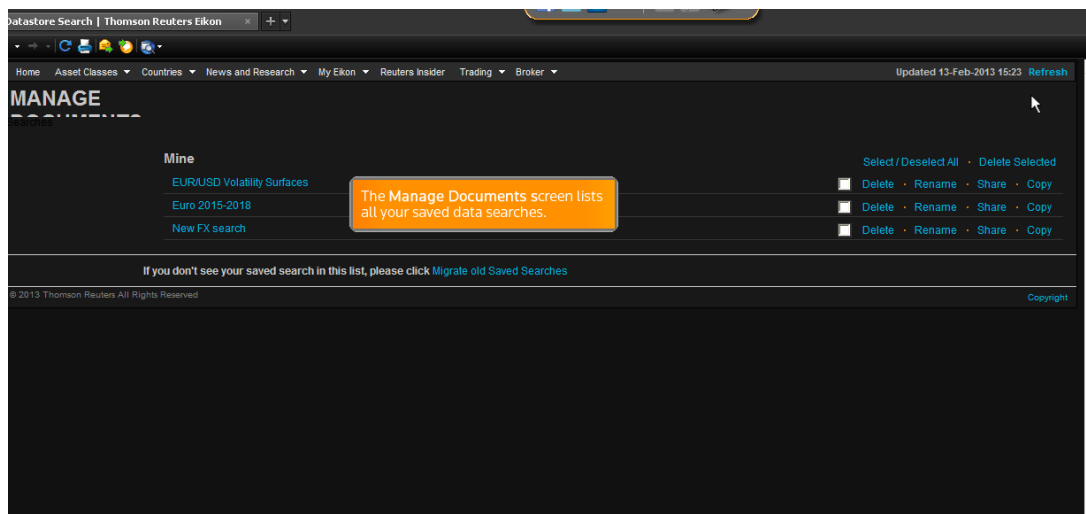 Datastore Search | Thomson Reuters Eikon × +
Home Asset Classes Countries News and Research My Eikon Reuters Insider Trading Broker Updated 13-Feb-2013 15:23 Refresh
MANAGE
DOCUMENTS
Mine Select / Deselect All · Delete Selected
EUR/USD Volatility Surfaces Delete · Rename · Share · Copy
Euro 2015-2018 Delete · Rename · Share · Copy
New FX search Delete · Rename · Share · Copy
The Manage Documents screen lists
all your saved data searches.
If you don't see your saved search in this list, please click Migrate old Saved Searches
© 2013 Thomson Reuters All Rights Reserved Copyright